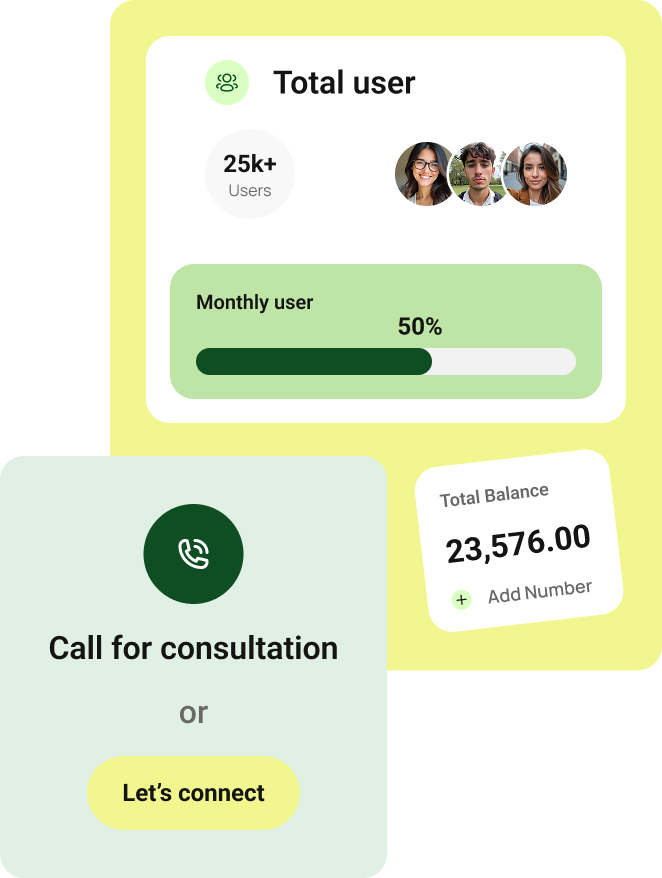 Total user
25k+
Users
Monthly user
50%
Total Balance
23,576.00
+ Add Number
Call for consultation
or
Let’s connect